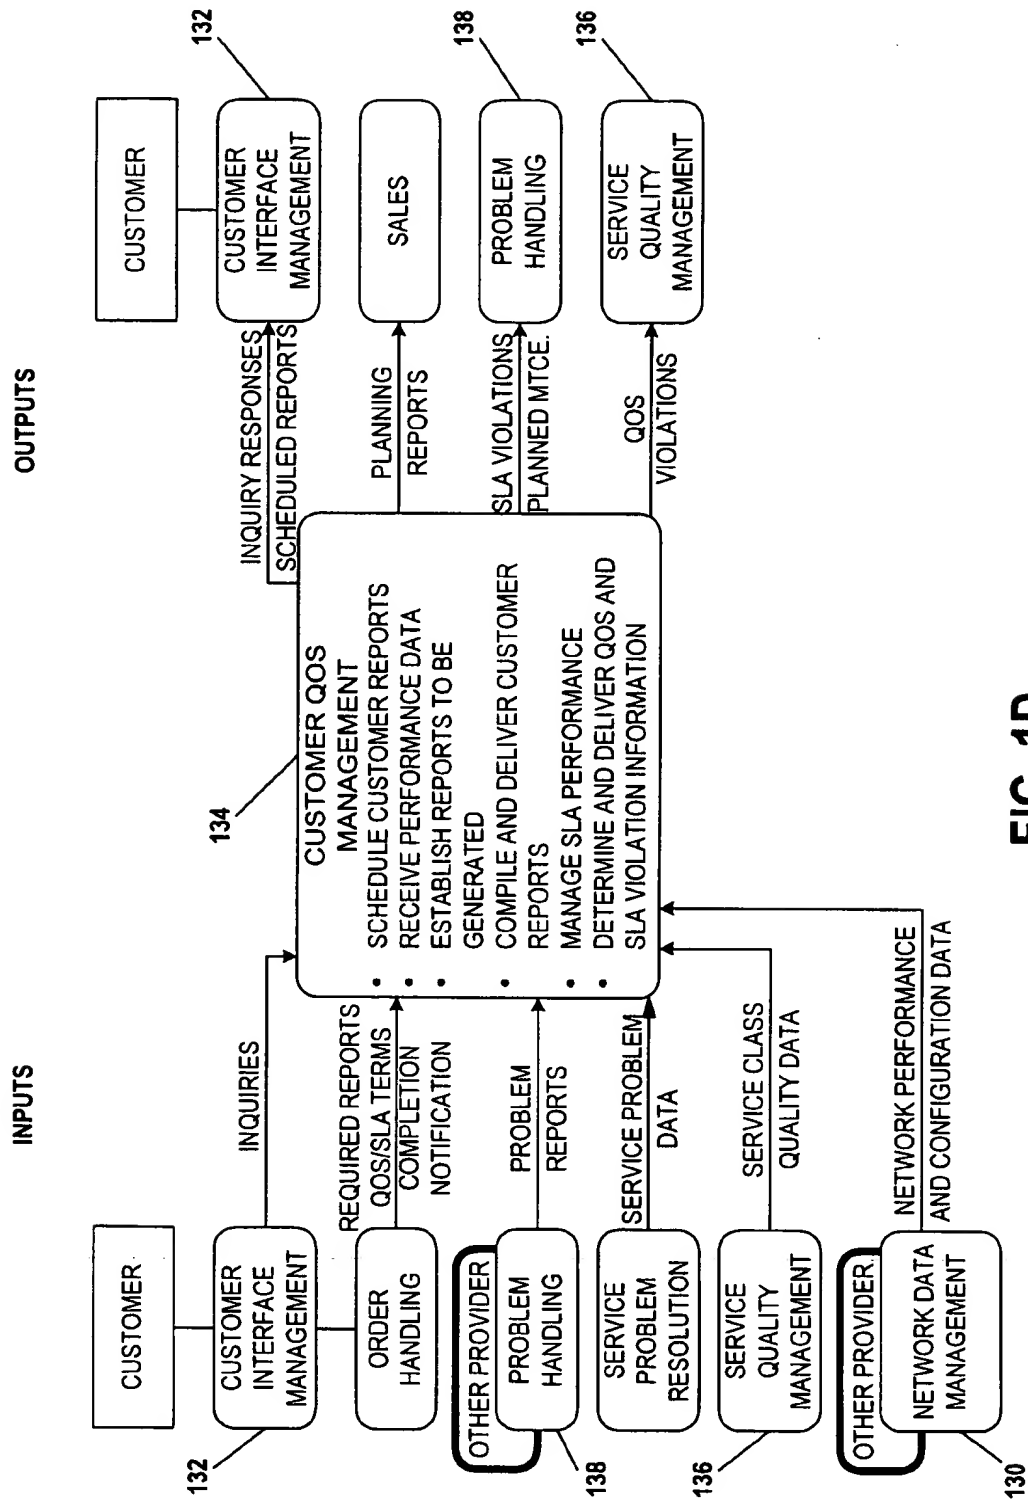 INPUTS
OUTPUTS
CUSTOMER
CUSTOMER
INTERFACE
MANAGEMENT
132
ORDER
HANDLING
OTHER PROVIDER
PROBLEM
HANDLING
138
SERVICE
PROBLEM
RESOLUTION
SERVICE
QUALITY
MANAGEMENT
136
OTHER PROVIDER
NETWORK DATA
MANAGEMENT
130
INQUIRIES
REQUIRED REPORTS
QOS/SLA TERMS
COMPLETION
NOTIFICATION
PROBLEM
REPORTS
SERVICE PROBLEM
DATA
SERVICE CLASS
QUALITY DATA
NETWORK PERFORMANCE
AND CONFIGURATION DATA
134
CUSTOMER QOS
MANAGEMENT
• SCHEDULE CUSTOMER REPORTS
• RECEIVE PERFORMANCE DATA
• ESTABLISH REPORTS TO BE
GENERATED
• COMPILE AND DELIVER CUSTOMER
REPORTS
• MANAGE SLA PERFORMANCE
• DETERMINE AND DELIVER QOS AND
SLA VIOLATION INFORMATION
INQUIRY RESPONSES
SCHEDULED REPORTS
PLANNING
REPORTS
SLA VIOLATIONS
PLANNED MTCE.
QOS
VIOLATIONS
CUSTOMER
CUSTOMER
INTERFACE
MANAGEMENT
132
SALES
PROBLEM
HANDLING
138
SERVICE
QUALITY
MANAGEMENT
136